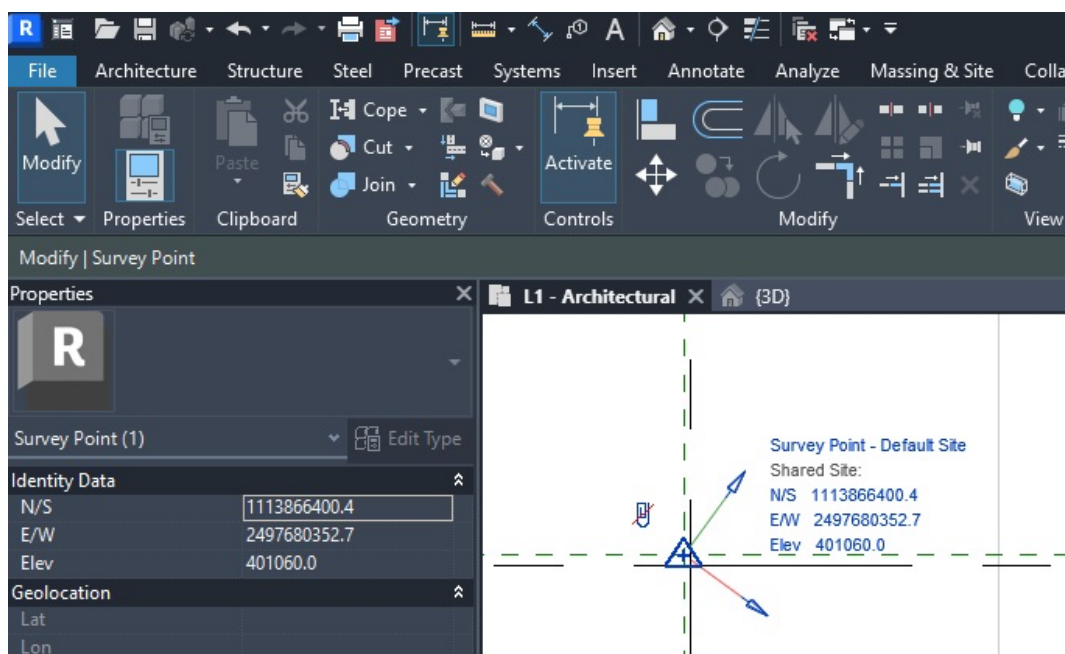 R
A
File Architecture Structure Steel Precast Systems Insert Annotate Analyze Massing & Site
Modify
Paste
Cope
Cut
Join
Activate
Select Properties Clipboard Geometry Controls Modify View
Modify | Survey Point
Properties
L1 - Architectural
{3D}
R
Survey Point (1)
Edit Type
Identity Data
N/S 1113866400.4
E/W 2497680352.7
Elev 401060.0
Geolocation
Lat
Lon
Survey Point - Default Site
Shared Site:
N/S 1113866400.4
E/W 2497680352.7
Elev 401060.0